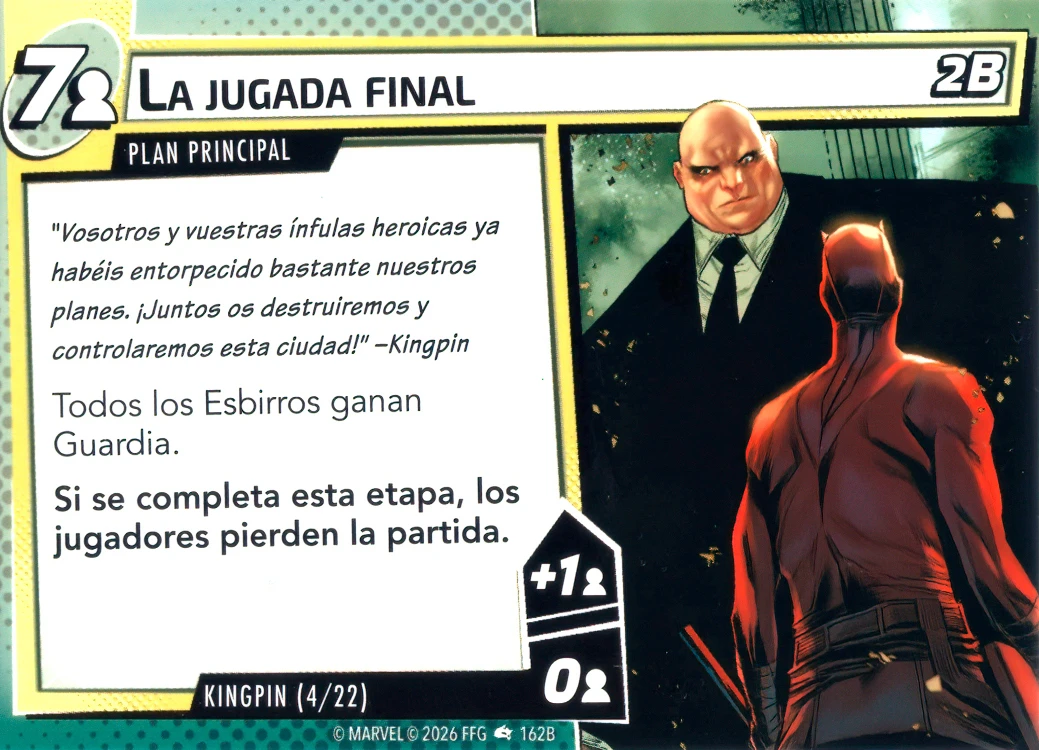 7
LA JUGADA FINAL
2B
PLAN PRINCIPAL
"Vosotros y vuestras ínfulas heroicas ya
habéis entorpecido bastante nuestros
planes. ¡Juntos os destruiremos y
controlaremos esta ciudad!" –Kingpin
Todos los Esbirros ganan
Guardia.
Si se completa esta etapa, los
jugadores pierden la partida.
+1
0
KINGPIN (4/22)
© MARVEL © 2026 FFG 162B